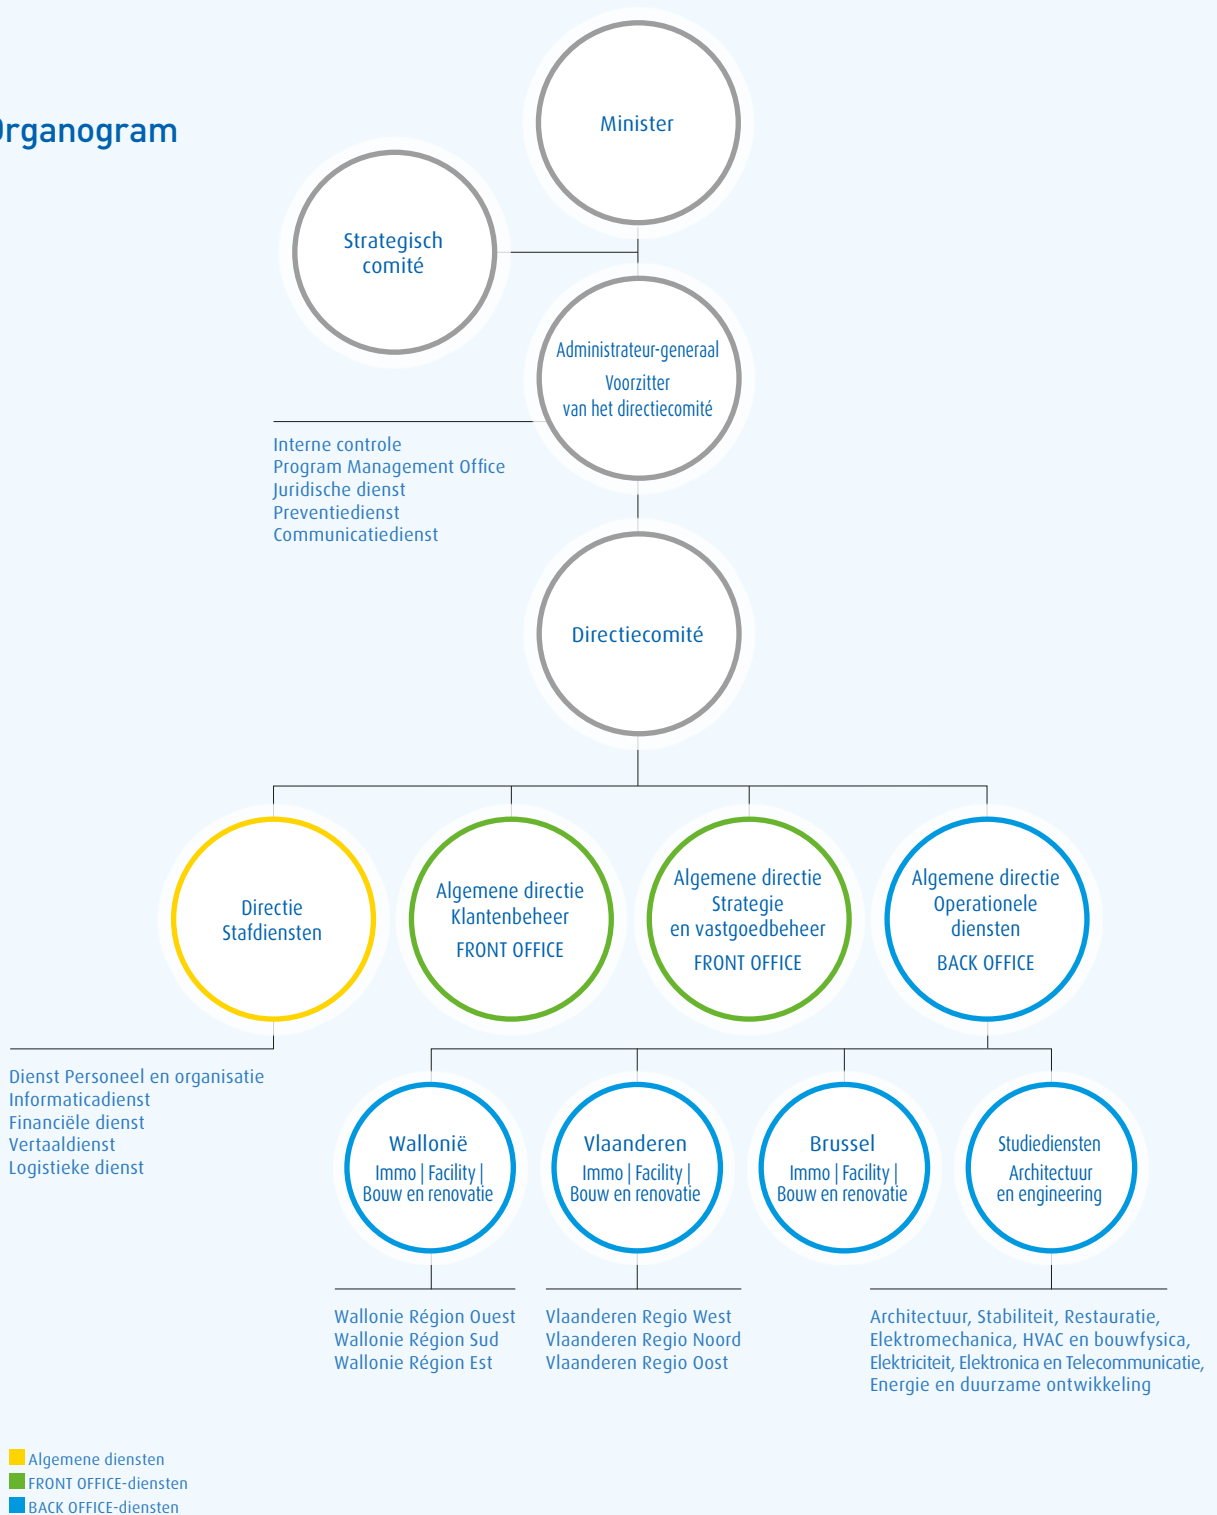 Organogram
Minister
Strategisch
comité
Administrateur-generaal
Voorzitter
van het directiecomité
Interne controle
Program Management Office
Juridische dienst
Preventiedienst
Communicatiedienst
Directiecomité
Directie
Stafdiensten
Algemene directie
Klantenbeheer
FRONT OFFICE
Algemene directie
Strategie
en vastgoedbeheer
FRONT OFFICE
Algemene directie
Operationele
diensten
BACK OFFICE
Dienst Personeel en organisatie
Informaticadienst
Financiële dienst
Vertaaldienst
Logistieke dienst
Wallonië
Immo | Facility |
Bouw en renovatie
Vlaanderen
Immo | Facility |
Bouw en renovatie
Brussel
Immo | Facility |
Bouw en renovatie
Studiediensten
Architectuur
en engineering
Wallonie Région Ouest
Wallonie Région Sud
Wallonie Région Est
Vlaanderen Regio West
Vlaanderen Regio Noord
Vlaanderen Regio Oost
Architectuur, Stabiliteit, Restauratie,
Elektromechanica, HVAC en bouwfysica,
Elektriciteit, Elektronica en Telecommunicatie,
Energie en duurzame ontwikkeling
Algemene diensten
FRONT OFFICE-diensten
BACK OFFICE-diensten